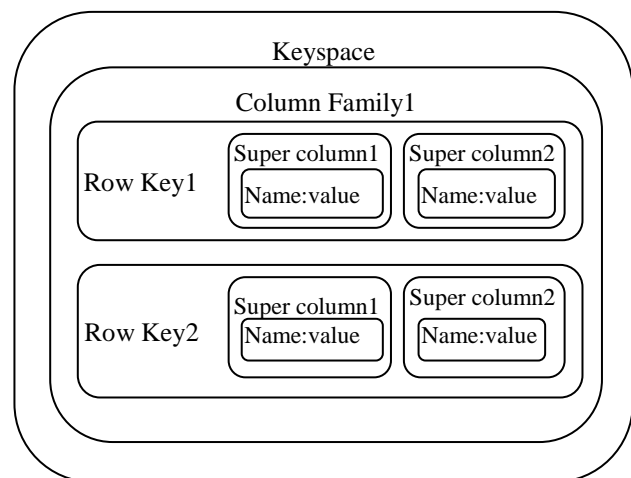 Keyspace
Column Family1
Super column1
Super column2
Row Key1
Name:value
Name:value
Super column1
Super column2
Row Key2
Name:value
Name:value